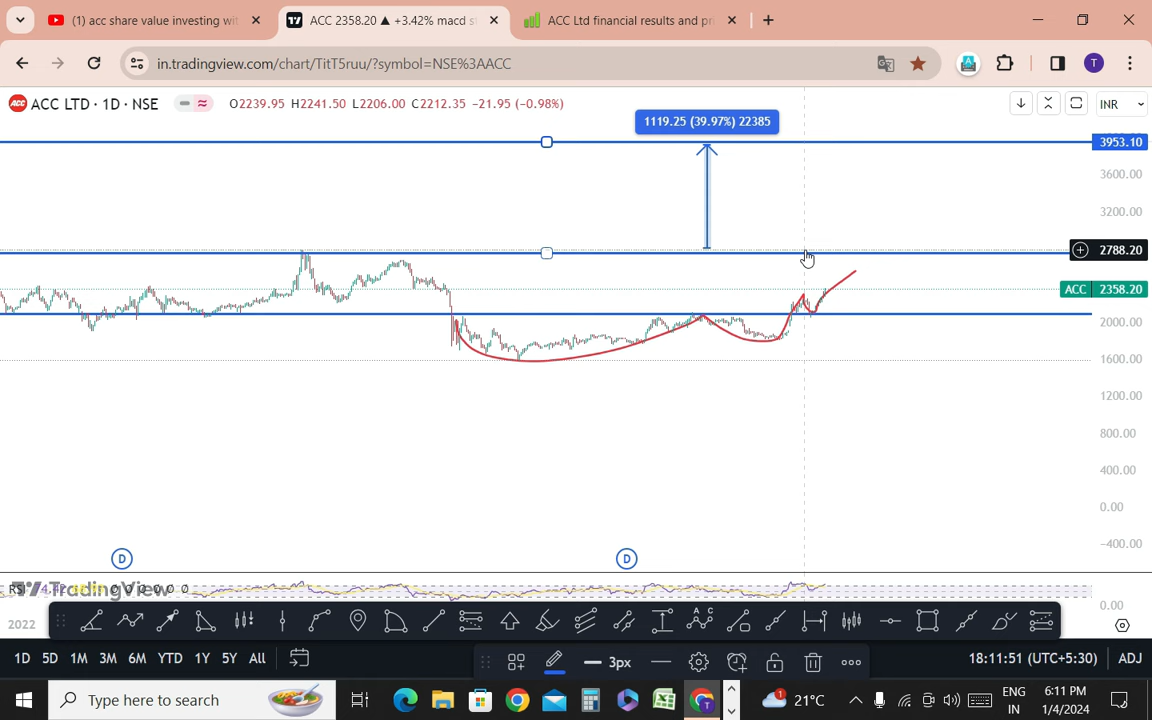 (1) acc share value investing wi
ACC 2358.20 ▲ +3.42% macd s
ACC Ltd financial results and pr
in.tradingview.com/chart/TitT5ruu/?symbol=NSE%3AACC
T
ACC LTD · 1D · NSE
O2239.95 H2241.50 L2206.00 C2212.35 −21.95 (−0.98%)
INR
1119.25 (39.97%) 22385
3953.10
3600.00
3200.00
2788.20
ACC 2358.20
2000.00
1600.00
1200.00
800.00
400.00
0.00
−400.00
D D
RSI
TradingView
0.00
2022
A C
B
1D 5D 1M 3M 6M YTD 1Y 5Y All
3px
18:11:51 (UTC+5:30) ADJ
Type here to search
T
1
21°C
ENG
IN
6:11 PM
1/4/2024